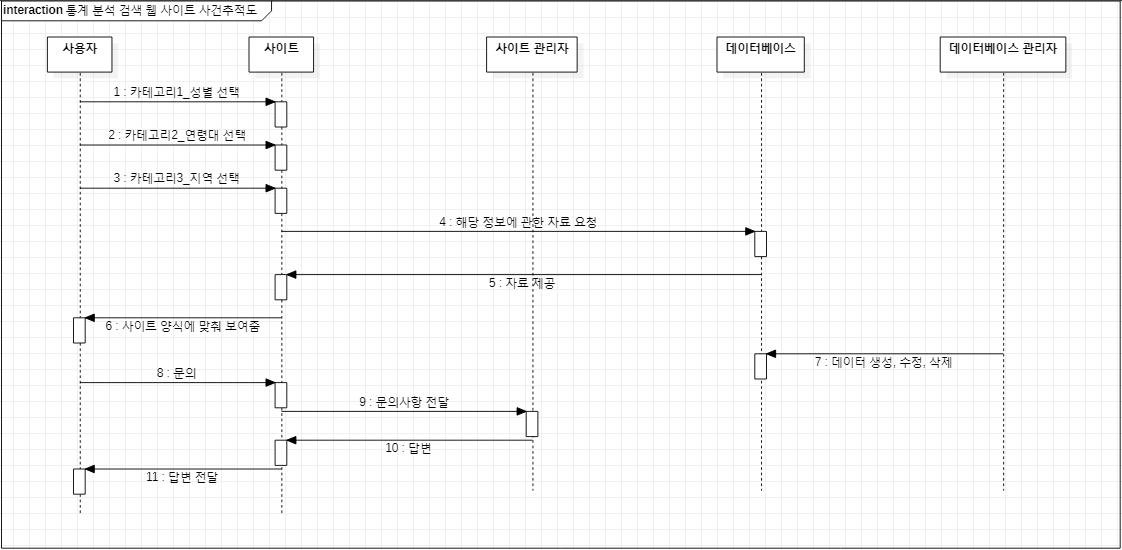 interaction 통계 분석 검색 웹 사이트 사건추적도
사용자
사이트
사이트 관리자
데이터베이스
데이터베이스 관리자
1 : 카테고리1_성별 선택
2 : 카테고리2_연령대 선택
3 : 카테고리3_지역 선택
4 : 해당 정보에 관한 자료 요청
5 : 자료 제공
6 : 사이트 양식에 맞춰 보여줌
7 : 데이터 생성, 수정, 삭제
8 : 문의
9 : 문의사항 전달
10 : 답변
11 : 답변 전달